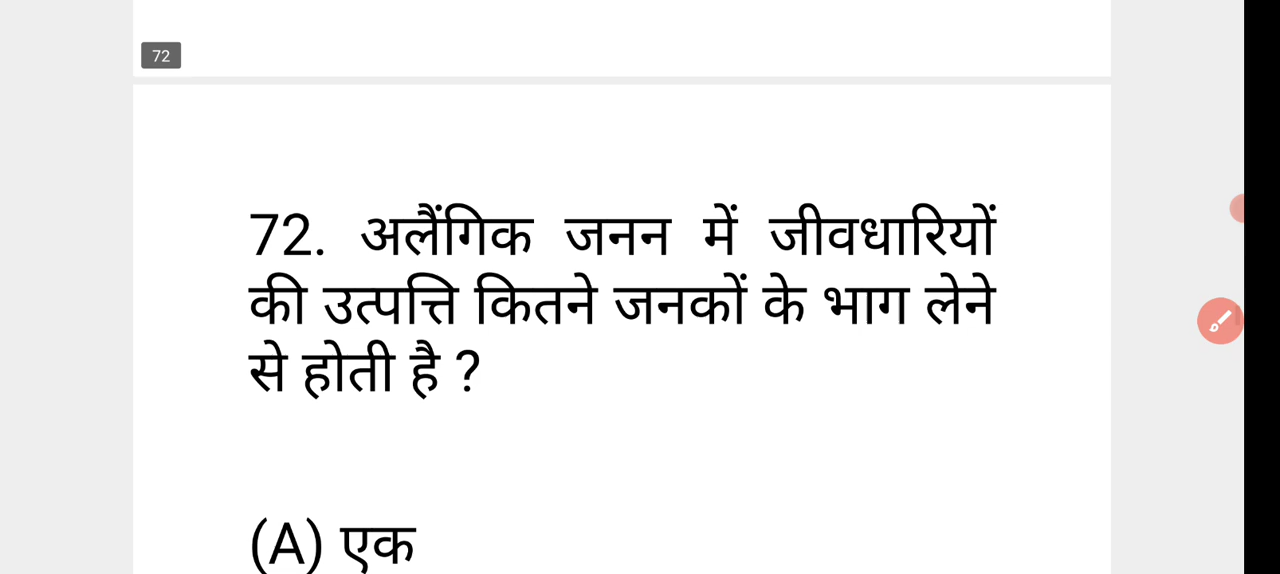 72
72. अलैंगिक जनन में जीवधारियों
की उत्पत्ति कितने जनकों के भाग लेने
से होती है ?
(A) एक